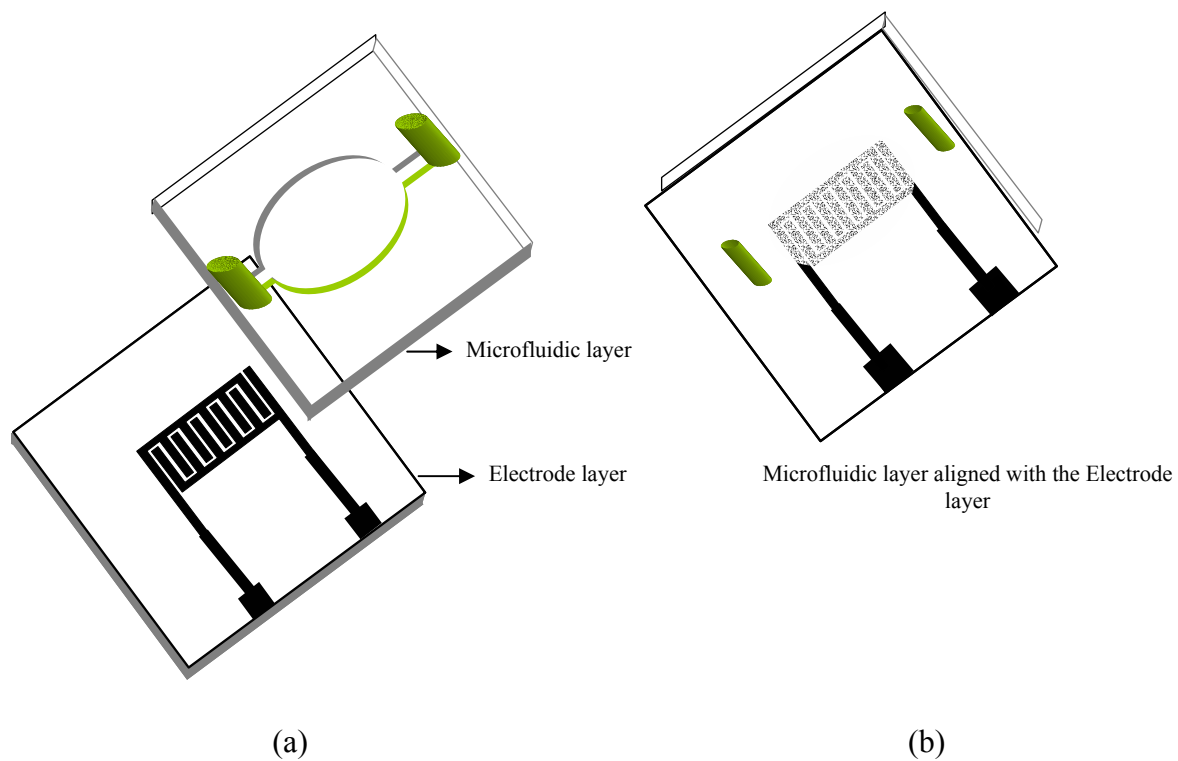 Microfluidic layer
Electrode layer
Microfluidic layer aligned with the Electrode
layer
(a)
(b)